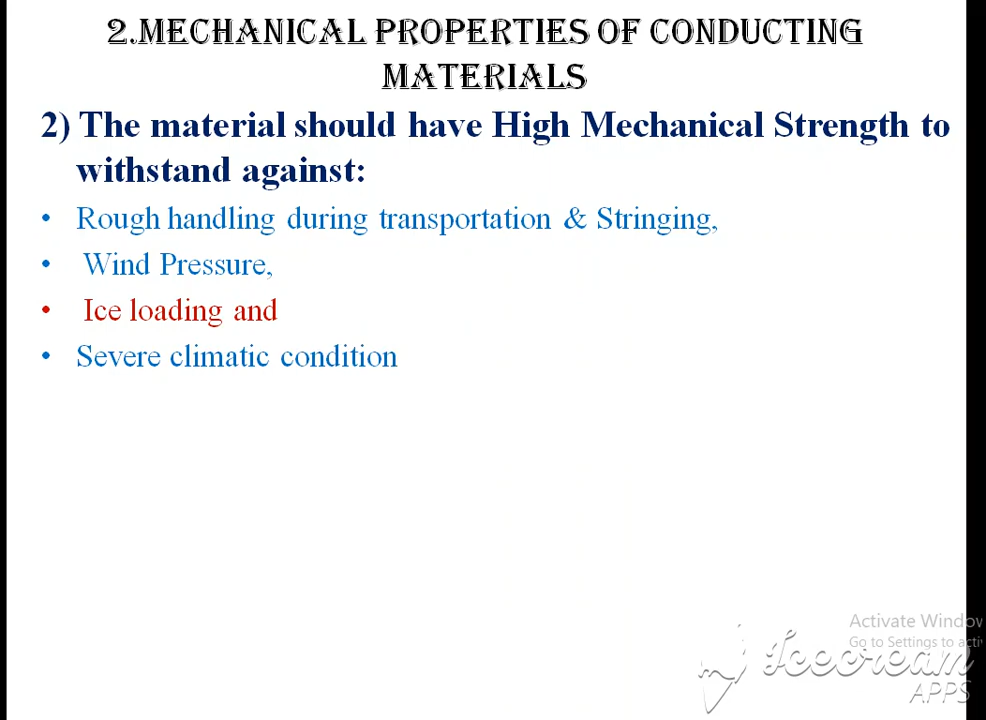 2.MECHANICAL PROPERTIES OF CONDUCTING
MATERIALS
2) The material should have High Mechanical Strength to
withstand against:
• Rough handling during transportation & Stringing,
• Wind Pressure,
• Ice loading and
• Severe climatic condition
Activate Window
Go to Settings to acti
Icecream
APPS